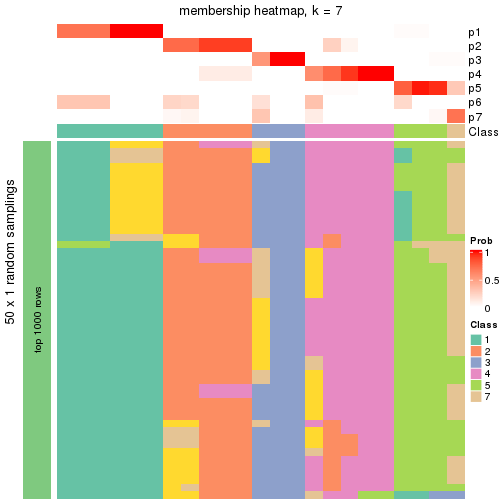 membership heatmap, k = 7
p1
p2
p3
p4
p5
p6
p7
Class
50 x 1 random samplings
top 1000 rows
Prob
1
0.5
0
Class
1
2
3
4
5
7